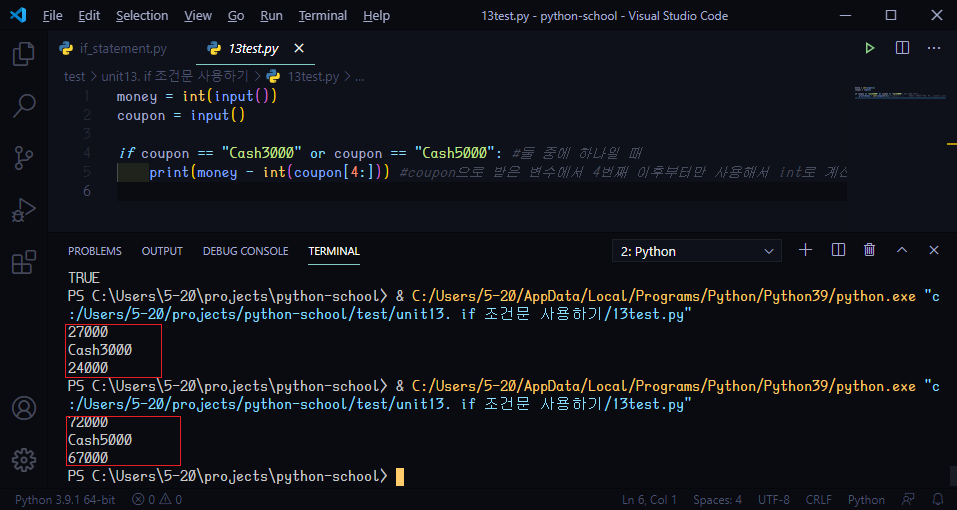 File Edit Selection View Go Run Terminal Help 13test.py - python-school - Visual Studio Code
if_statement.py 13test.py
test > unit13. if 조건문 사용하기 > 13test.py > ...
1 money = int(input())
2 coupon = input()
3
4 if coupon == "Cash3000" or coupon == "Cash5000": #둘 중에 하나일 때
5 print(money - int(coupon[4:])) #coupon으로 받은 변수에서 4번째 이후부터만 사용해서 int로 계산
6
PROBLEMS OUTPUT DEBUG CONSOLE TERMINAL 2: Python
TRUE
PS C:\Users\5-20\projects\python-school> & C:/Users/5-20/AppData/Local/Programs/Python/Python39/python.exe "c
:/Users/5-20/projects/python-school/test/unit13. if 조건문 사용하기/13test.py"
27000
Cash3000
24000
PS C:\Users\5-20\projects\python-school> & C:/Users/5-20/AppData/Local/Programs/Python/Python39/python.exe "c
:/Users/5-20/projects/python-school/test/unit13. if 조건문 사용하기/13test.py"
72000
Cash5000
67000
PS C:\Users\5-20\projects\python-school>
Python 3.9.1 64-bit 0 0 Ln 6, Col 1 Spaces: 4 UTF-8 CRLF Python